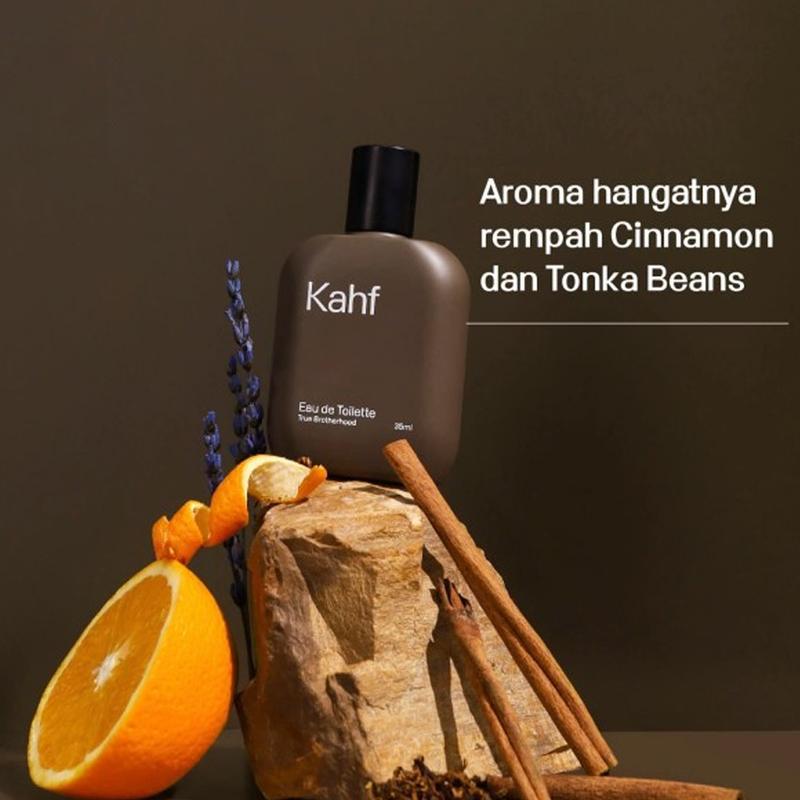 Aroma hangatnya
rempah Cinnamon
dan Tonka Beans
Kahf
Eau de Toilette
True Brotherhood
35ml